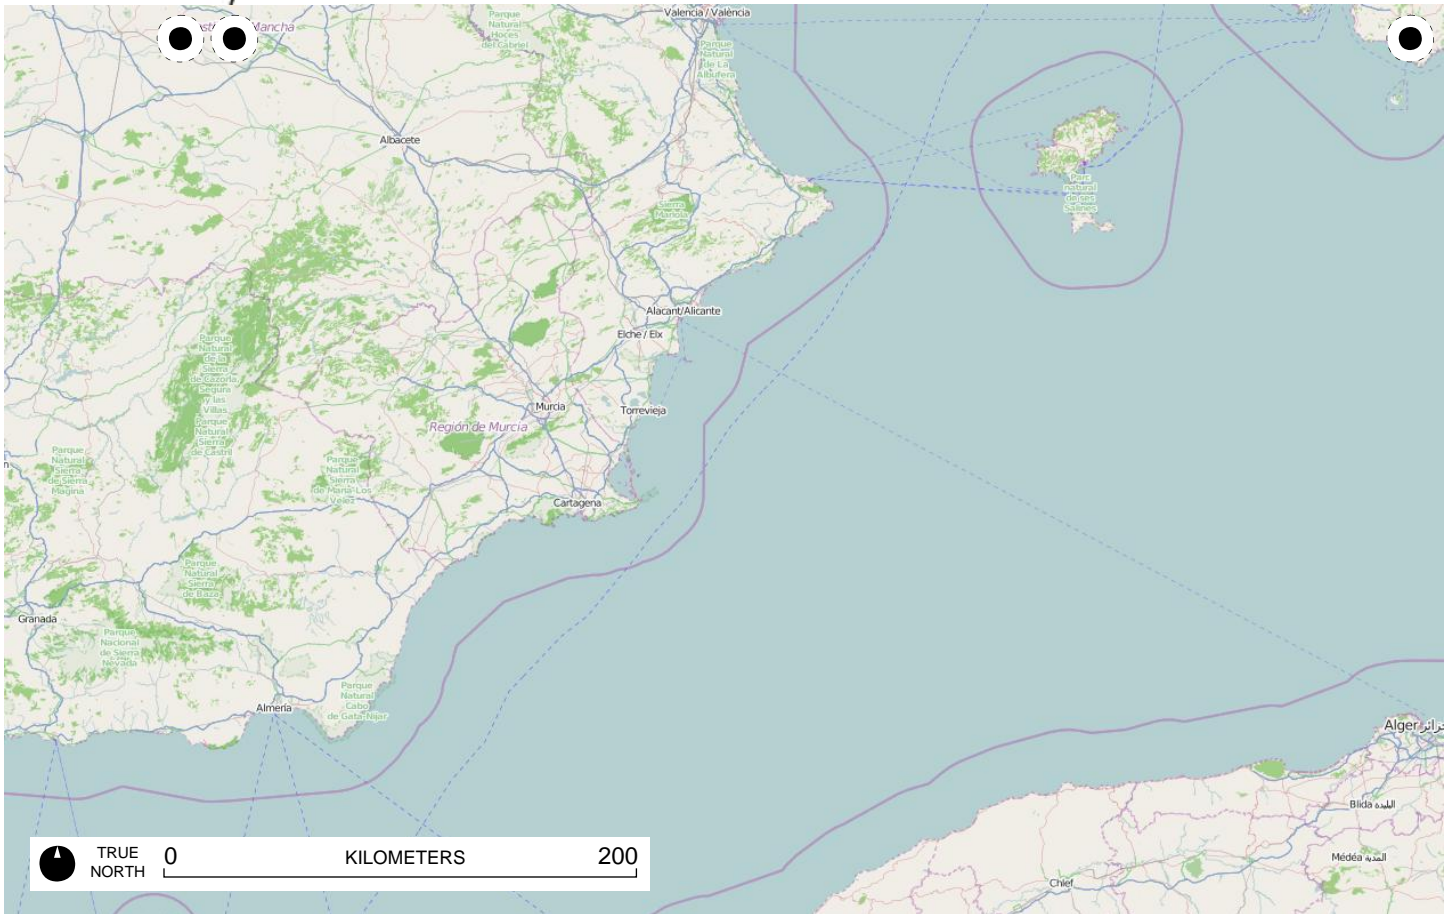 Mancha
Parque
Natural
Hoces
del Cabriel
Valencia / València
Parque
Natural
de La
Albufera
Albacete
Parc
natural
de ses
Salines
Sierra
Mariola
Alacant/Alicante
Elche / Elx
Parque
Natural
de la
Sierra
de Cazorla,
Segura
y las
Villas
Parque
Natural
Sierra
de Castril
Murcia
Torrevieja
Región de Murcia
Parque
Natural
Sierra
de Sierra
Mágina
Parque
Natural
Sierra
de María-Los
Vélez
Cartagena
Parque
Natural
Sierra
de Baza
Granada
Parque
Nacional
de Sierra
Nevada
Parque
Natural
Cabo
de Gata-Níjar
Almería
Alger
Blida البليدة
Médéa المدية
Chlef
TRUE
NORTH
0 KILOMETERS 200